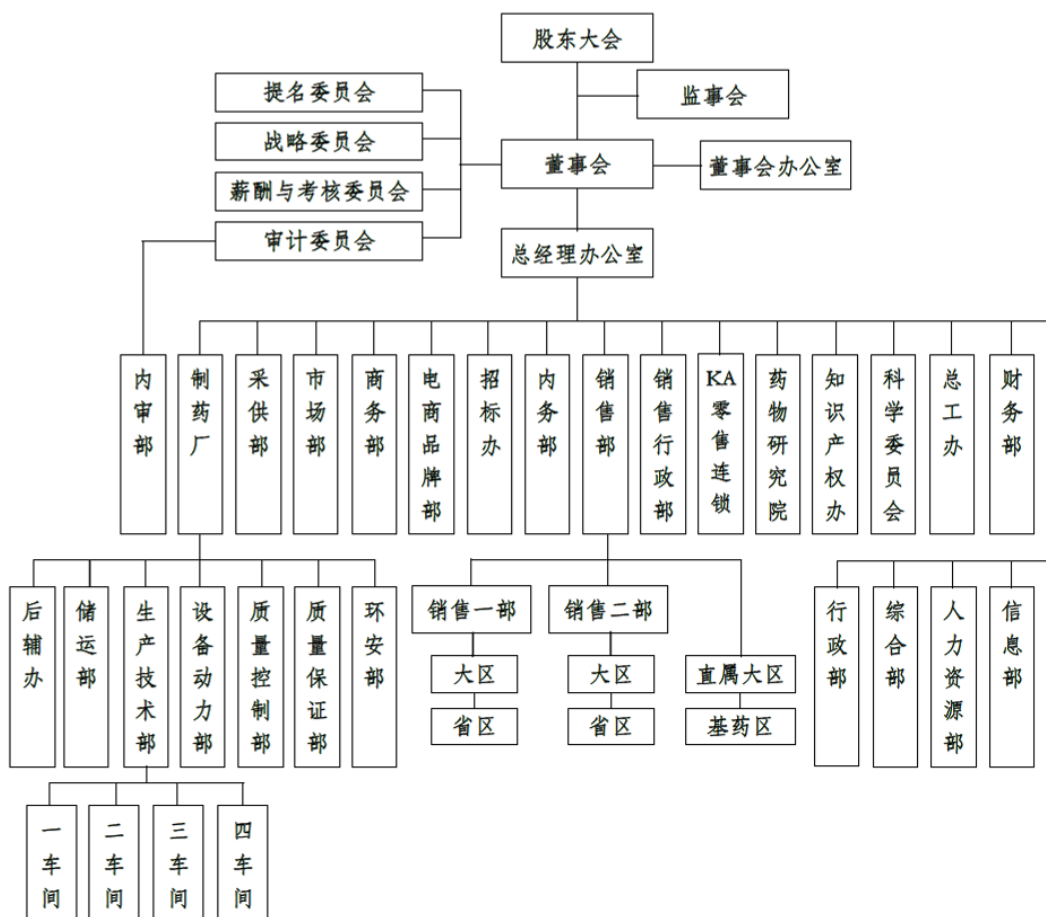 股东大会
监事会
提名委员会
战略委员会
董事会
董事会办公室
薪酬与考核委员会
审计委员会
总经理办公室
内审部
制药厂
采供部
市场部
商务部
电商品牌部
招标办
内务部
销售部
销售行政部
KA零售连锁
药物研究院
知识产权办
科学委员会
总工办
财务部
后辅办
储运部
生产技术部
设备动力部
质量控制部
质量保证部
环安部
销售一部
销售二部
大区
大区
直属大区
省区
省区
基药区
行政部
综合部
人力资源部
信息部
一车间
二车间
三车间
四车间